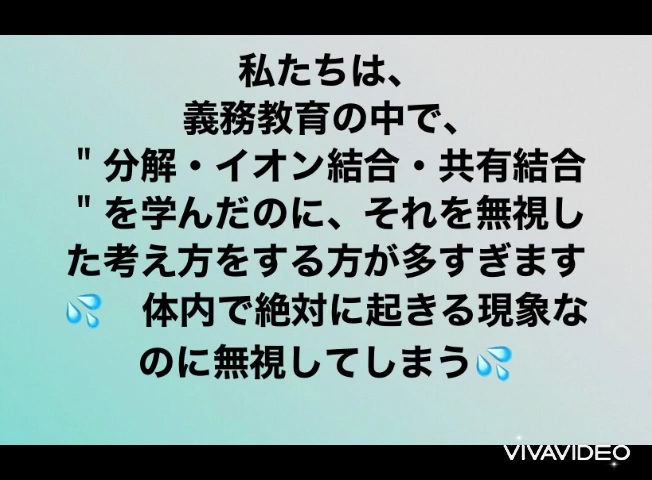 私たちは、
義務教育の中で、
＂分解・イオン結合・共有結合
＂を学んだのに、それを無視し
た考え方をする方が多すぎます
💦　体内で絶対に起きる現象な
のに無視してしまう💦
VIVAVIDEO